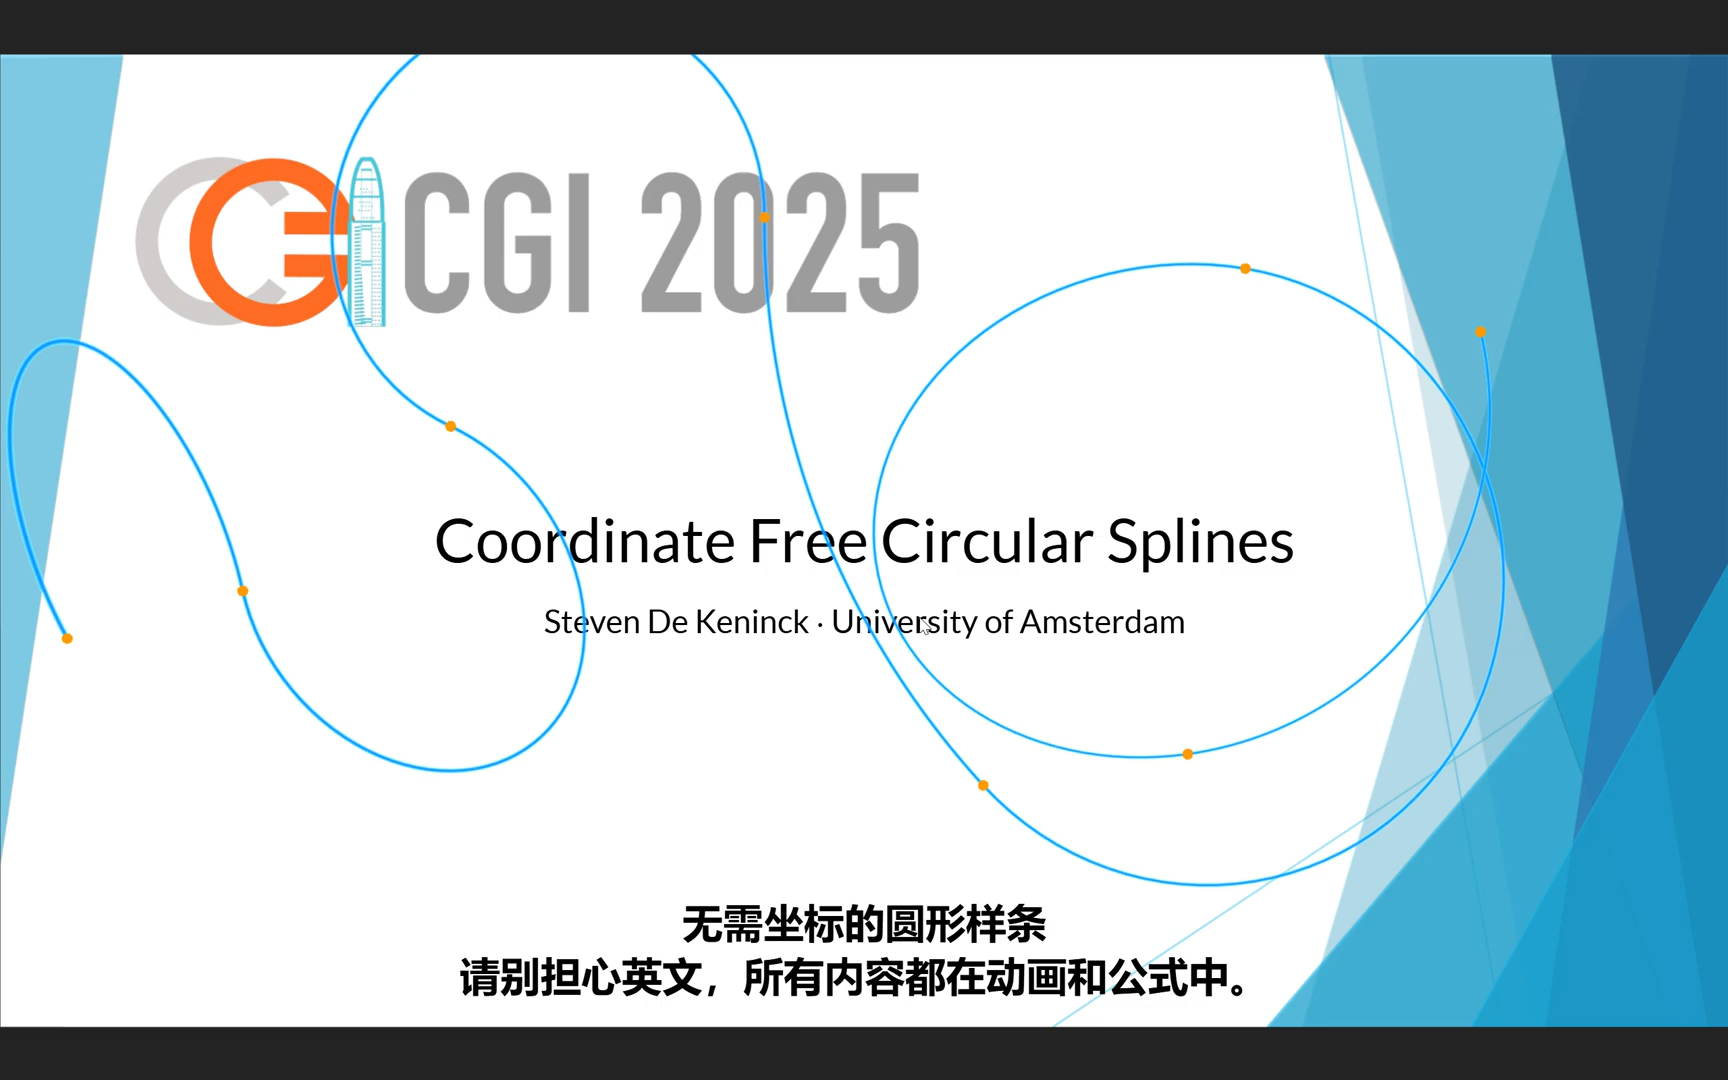 CGI 2025
Coordinate Free Circular Splines
Steven De Keninck · University of Amsterdam
无需坐标的圆形样条
请别担心英文，所有内容都在动画和公式中。